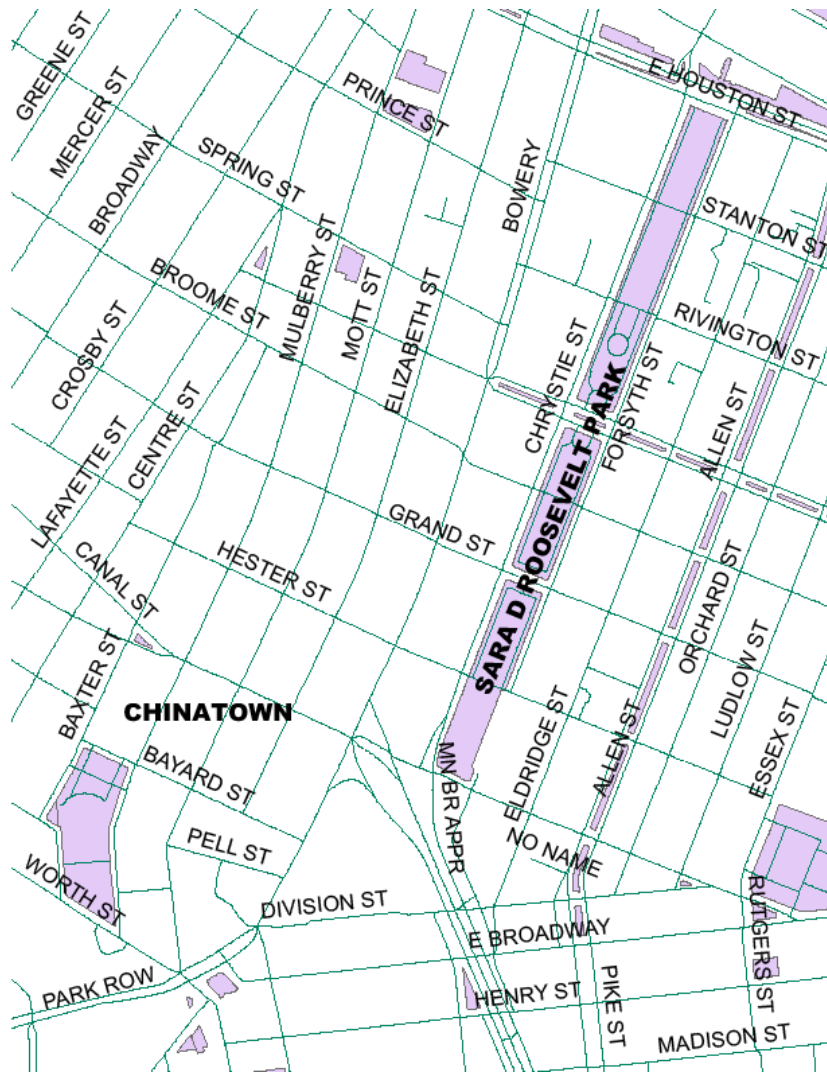 GREENE ST
MERCER ST
BROADWAY
PRINCE ST
E HOUSTON ST
SPRING ST
BOWERY
STANTON ST
MULBERRY ST
BROOME ST
MOTT ST
ELIZABETH ST
RIVINGTON ST
CROSBY ST
CHRYSTIE ST
FORSYTH ST
ALLEN ST
LAFAYETTE ST
CENTRE ST
SARA D ROOSEVELT PARK
GRAND ST
HESTER ST
CANAL ST
ORCHARD ST
LUDLOW ST
BAXTER ST
CHINATOWN
ELDRIDGE ST
ALLEN ST
ESSEX ST
BAYARD ST
MN BR APPR
PELL ST
NO NAME
WORTH ST
DIVISION ST
E BROADWAY
RUTGERS ST
PARK ROW
HENRY ST
PIKE ST
MADISON ST